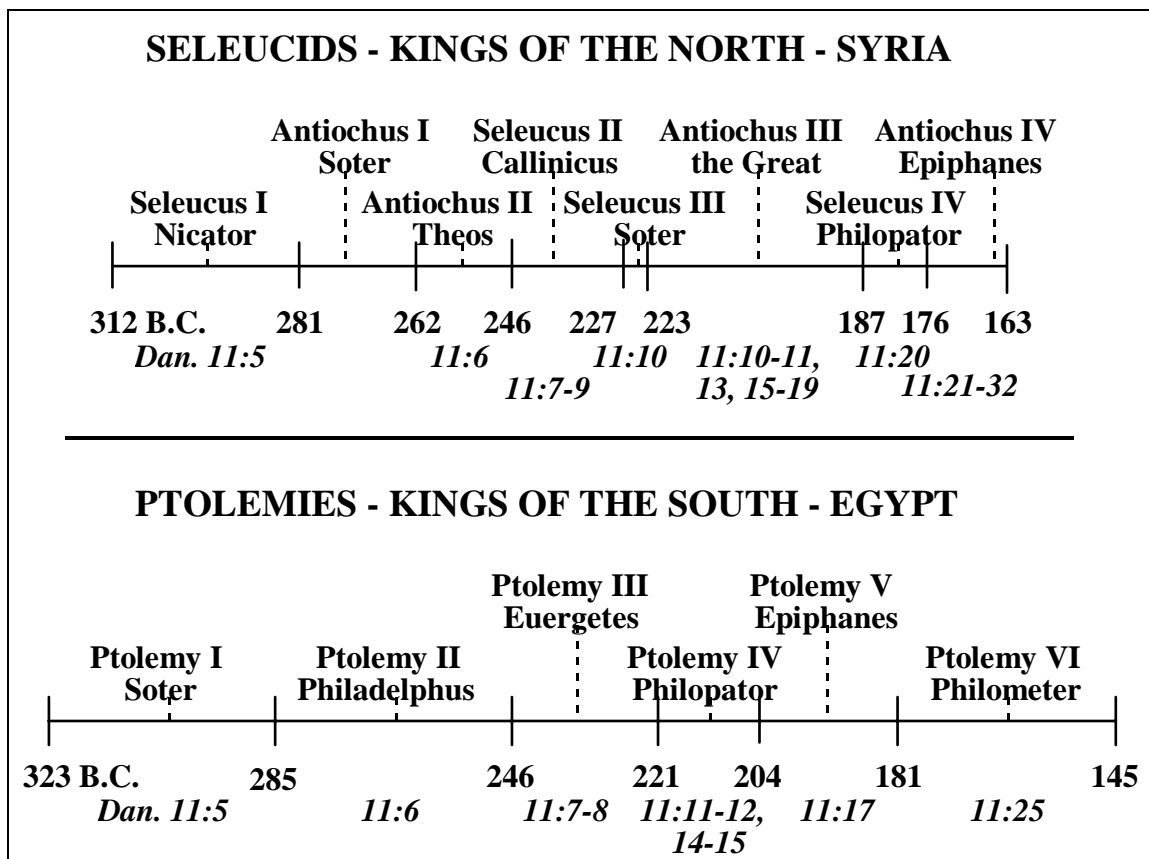 SELEUCIDS - KINGS OF THE NORTH - SYRIA
Antiochus I Seleucus II Antiochus III Antiochus IV
Soter Callinicus the Great Epiphanes
Seleucus I Antiochus II Seleucus III Seleucus IV
Nicator Theos Soter Philopator
312 B.C. 281 262 246 227 223 187 176 163
Dan. 11:5 11:6 11:10 11:10-11, 11:20
11:7-9 13, 15-19 11:21-32
PTOLEMIES - KINGS OF THE SOUTH - EGYPT
Ptolemy III Ptolemy V
Euergetes Epiphanes
Ptolemy I Ptolemy II Ptolemy IV Ptolemy VI
Soter Philadelphus Philopator Philometer
323 B.C. 285 246 221 204 181 145
Dan. 11:5 11:6 11:7-8 11:11-12, 11:17 11:25
14-15